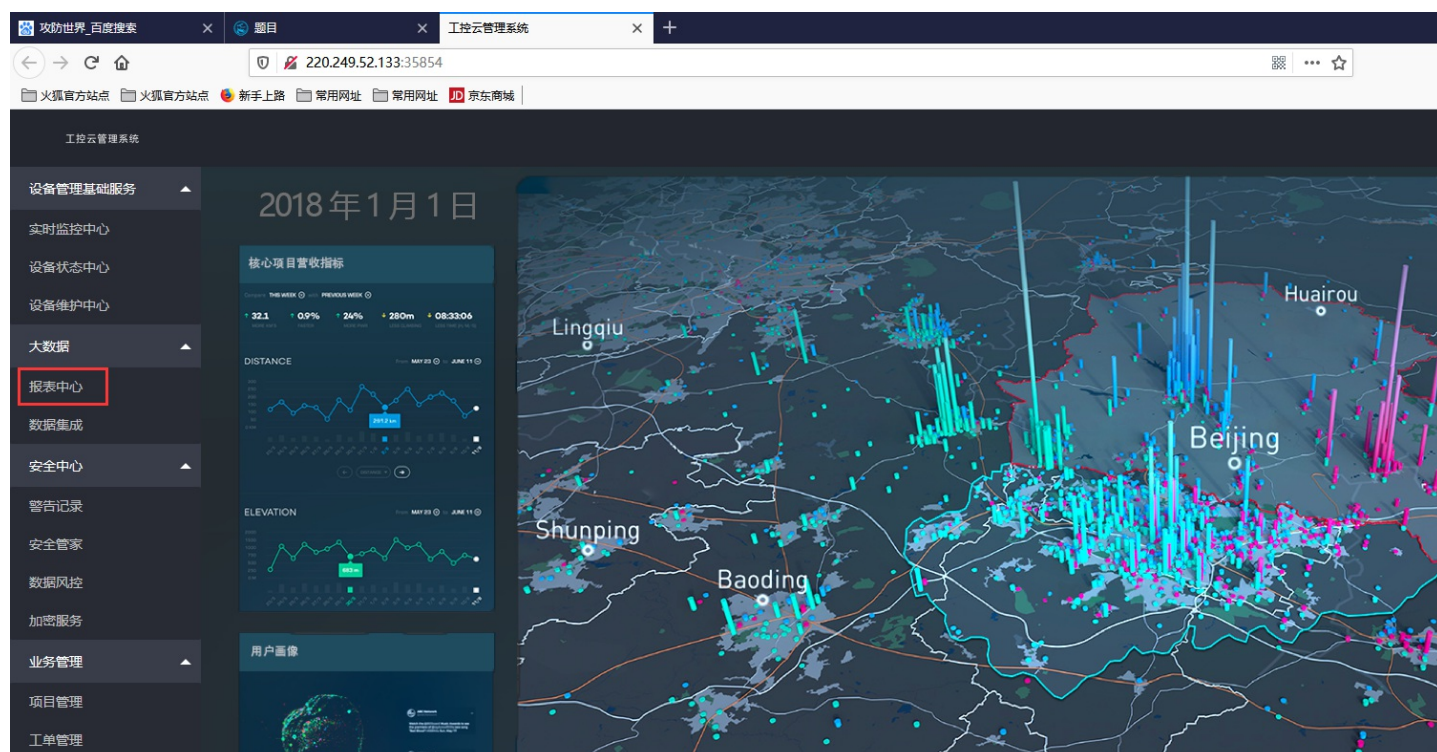 攻防世界_百度搜索
题目
工控云管理系统
220.249.52.133:35854
火狐官方站点 火狐官方站点 新手上路 常用网址 常用网址 JD 京东商城
工控云管理系统
设备管理基础服务
实时监控中心
设备状态中心
设备维护中心
大数据
报表中心
数据集成
安全中心
警告记录
安全管家
数据风控
加密服务
业务管理
项目管理
工单管理
2018年1月1日
核心项目营收指标
THIS WEEK PREVIOUS WEEK
32.1 0.9% 24% 280m 08:33:06
DISTANCE
MAY 23 JUNE 11
ELEVATION
MAY 23 JUNE 11
用户画像
Huairou
Lingqiu
Beijing
Shunping
Baoding